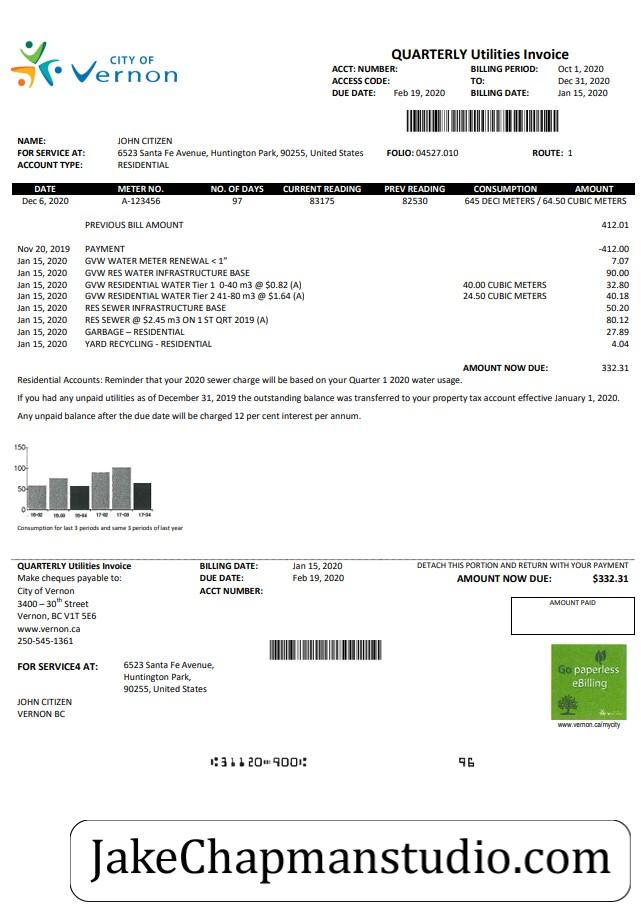 CITY OF
Vernon
QUARTERLY Utilities Invoice
ACCT: NUMBER: BILLING PERIOD: Oct 1, 2020
ACCESS CODE: TO: Dec 31, 2020
DUE DATE: Feb 19, 2020 BILLING DATE: Jan 15, 2020
NAME: JOHN CITIZEN
FOR SERVICE AT: 6523 Santa Fe Avenue, Huntington Park, 90255, United States FOLIO: 04527.010 ROUTE: 1
ACCOUNT TYPE: RESIDENTIAL
DATE METER NO. NO. OF DAYS CURRENT READING PREV READING CONSUMPTION AMOUNT
Dec 6, 2020 A-123456 97 83175 82530 645 DECI METERS / 64.50 CUBIC METERS
PREVIOUS BILL AMOUNT 412.01
Nov 20, 2019 PAYMENT -412.00
Jan 15, 2020 GVW WATER METER RENEWAL < 1" 7.07
Jan 15, 2020 GVW RES WATER INFRASTRUCTURE BASE 90.00
Jan 15, 2020 GVW RESIDENTIAL WATER Tier 1 0-40 m3 @ $0.82 (A) 40.00 CUBIC METERS 32.80
Jan 15, 2020 GVW RESIDENTIAL WATER Tier 2 41-80 m3 @ $1.64 (A) 24.50 CUBIC METERS 40.18
Jan 15, 2020 RES SEWER INFRASTRUCTURE BASE 50.20
Jan 15, 2020 RES SEWER @ $2.45 m3 ON 1 ST QRT 2019 (A) 80.12
Jan 15, 2020 GARBAGE – RESIDENTIAL 27.89
Jan 15, 2020 YARD RECYCLING - RESIDENTIAL 4.04
AMOUNT NOW DUE: 332.31
Residential Accounts: Reminder that your 2020 sewer charge will be based on your Quarter 1 2020 water usage.
If you had any unpaid utilities as of December 31, 2019 the outstanding balance was transferred to your property tax account effective January 1, 2020.
Any unpaid balance after the due date will be charged 12 per cent interest per annum.
150
100
50
0
18-02 18-03 18-04 17-02 17-03 17-04
Consumption for last 3 periods and same 3 periods of last year
QUARTERLY Utilities Invoice BILLING DATE: Jan 15, 2020 DETACH THIS PORTION AND RETURN WITH YOUR PAYMENT
Make cheques payable to: DUE DATE: Feb 19, 2020 AMOUNT NOW DUE: $332.31
City of Vernon ACCT NUMBER:
3400 – 30th Street AMOUNT PAID
Vernon, BC V1T 5E6
www.vernon.ca
250-545-1361
FOR SERVICE4 AT: 6523 Santa Fe Avenue,
Huntington Park,
90255, United States
Go paperless
eBilling
JOHN CITIZEN
VERNON BC
www.vernon.ca/mycity
⑆31120⑉900⑆ 96
JakeChapmanstudio.com